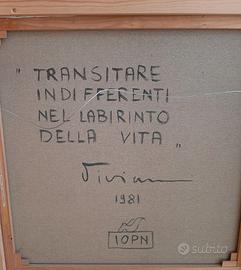 " TRANSITARE
INDIFFERENTI
NEL LABIRINTO
DELLA VITA "
1981
IOPN
subito